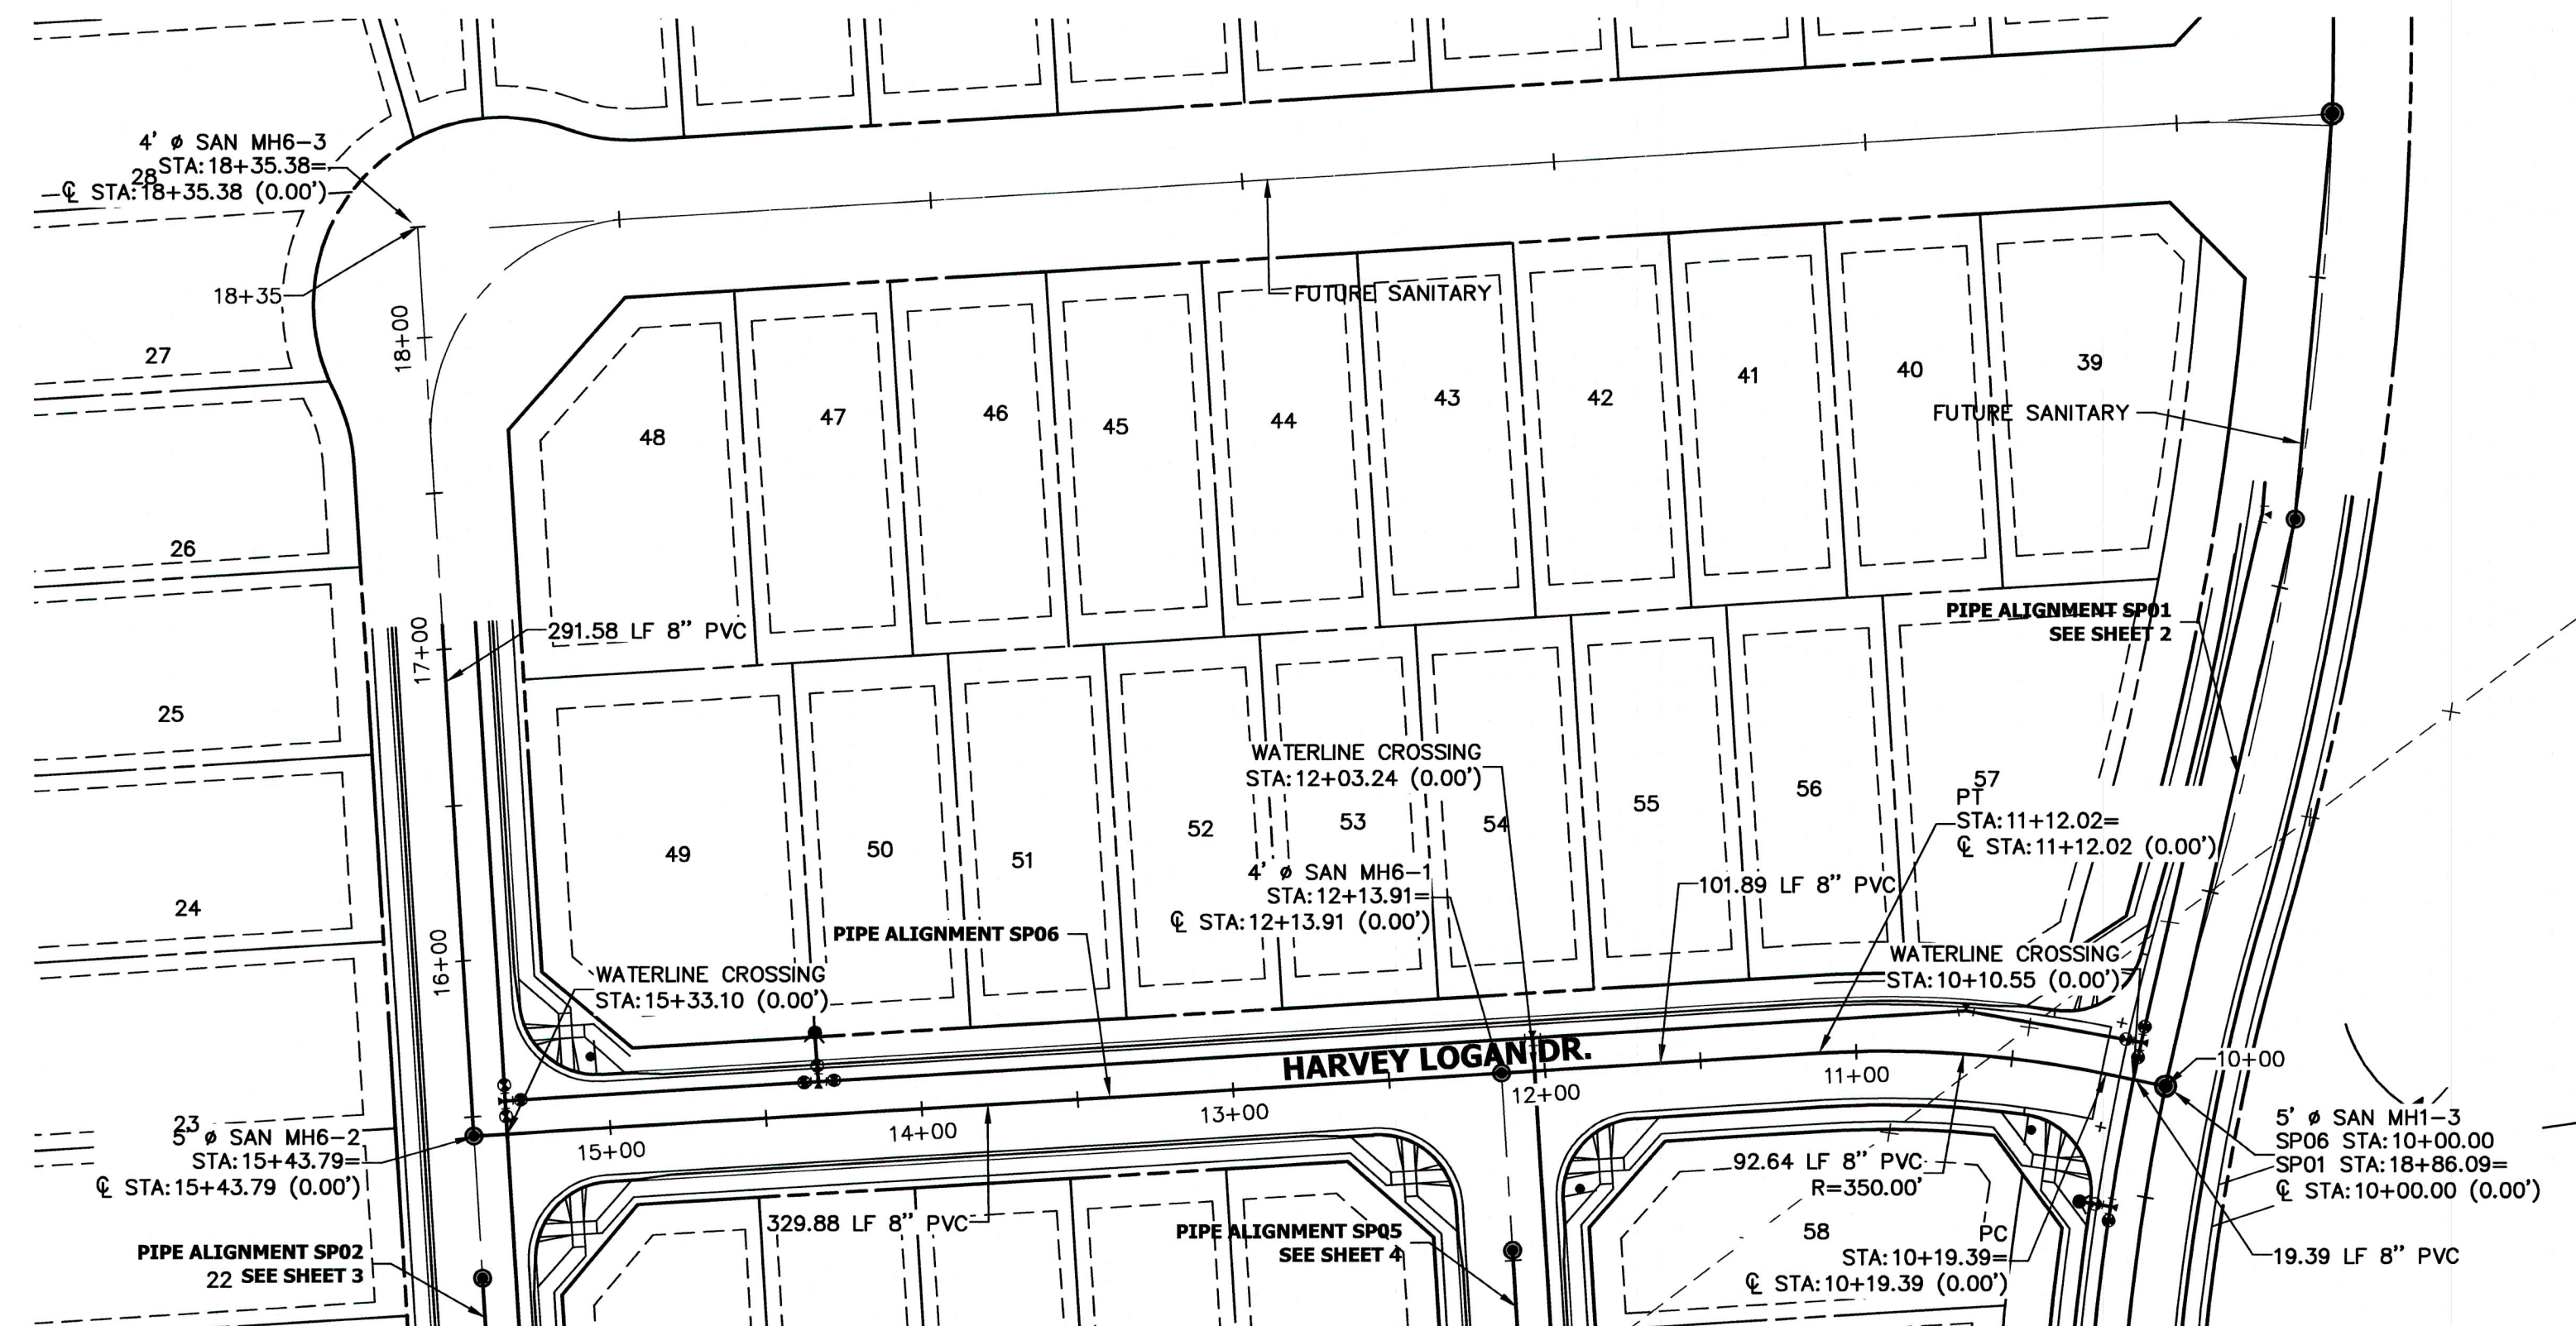 4' ø SAN MH6-3
STA:18+35.38=
28
℄ STA:18+35.38 (0.00')
18+35
18+00
FUTURE SANITARY
27
48
47
46
45
44
43
42
41
40
39
FUTURE SANITARY
26
17+00
291.58 LF 8" PVC
PIPE ALIGNMENT SP01
SEE SHEET 2
25
WATERLINE CROSSING
STA:12+03.24 (0.00')
49
50
51
52
53
54
55
56
57
PT
STA:11+12.02=
℄ STA:11+12.02 (0.00')
4' ø SAN MH6-1
STA:12+13.91=
℄ STA:12+13.91 (0.00')
101.89 LF 8" PVC
24
PIPE ALIGNMENT SP06
16+00
WATERLINE CROSSING
STA:15+33.10 (0.00')
WATERLINE CROSSING
STA:10+10.55 (0.00')
HARVEY LOGAN DR.
10+00
11+00
12+00
13+00
14+00
15+00
23
5' ø SAN MH6-2
STA:15+43.79=
℄ STA:15+43.79 (0.00')
5' ø SAN MH1-3
SP06 STA:10+00.00
SP01 STA:18+86.09=
℄ STA:10+00.00 (0.00')
92.64 LF 8" PVC
R=350.00'
329.88 LF 8" PVC
PIPE ALIGNMENT SP05
SEE SHEET 4
58
PC
STA:10+19.39=
℄ STA:10+19.39 (0.00')
19.39 LF 8" PVC
PIPE ALIGNMENT SP02
22 SEE SHEET 3